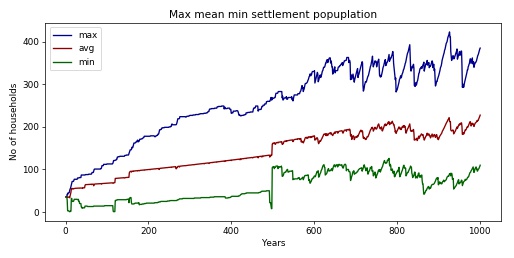 Max mean min settlement popuplation
max
avg
min
No of households
400
300
200
100
0
0 200 400 600 800 1000
Years